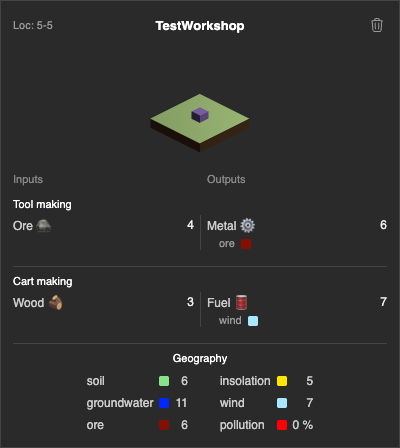 Loc: 5-5 TestWorkshop
Inputs Outputs
Tool making
Ore 4 Metal 6
ore
Cart making
Wood 3 Fuel 7
wind
Geography
soil 6 insolation 5
groundwater 11 wind 7
ore 6 pollution 0 %